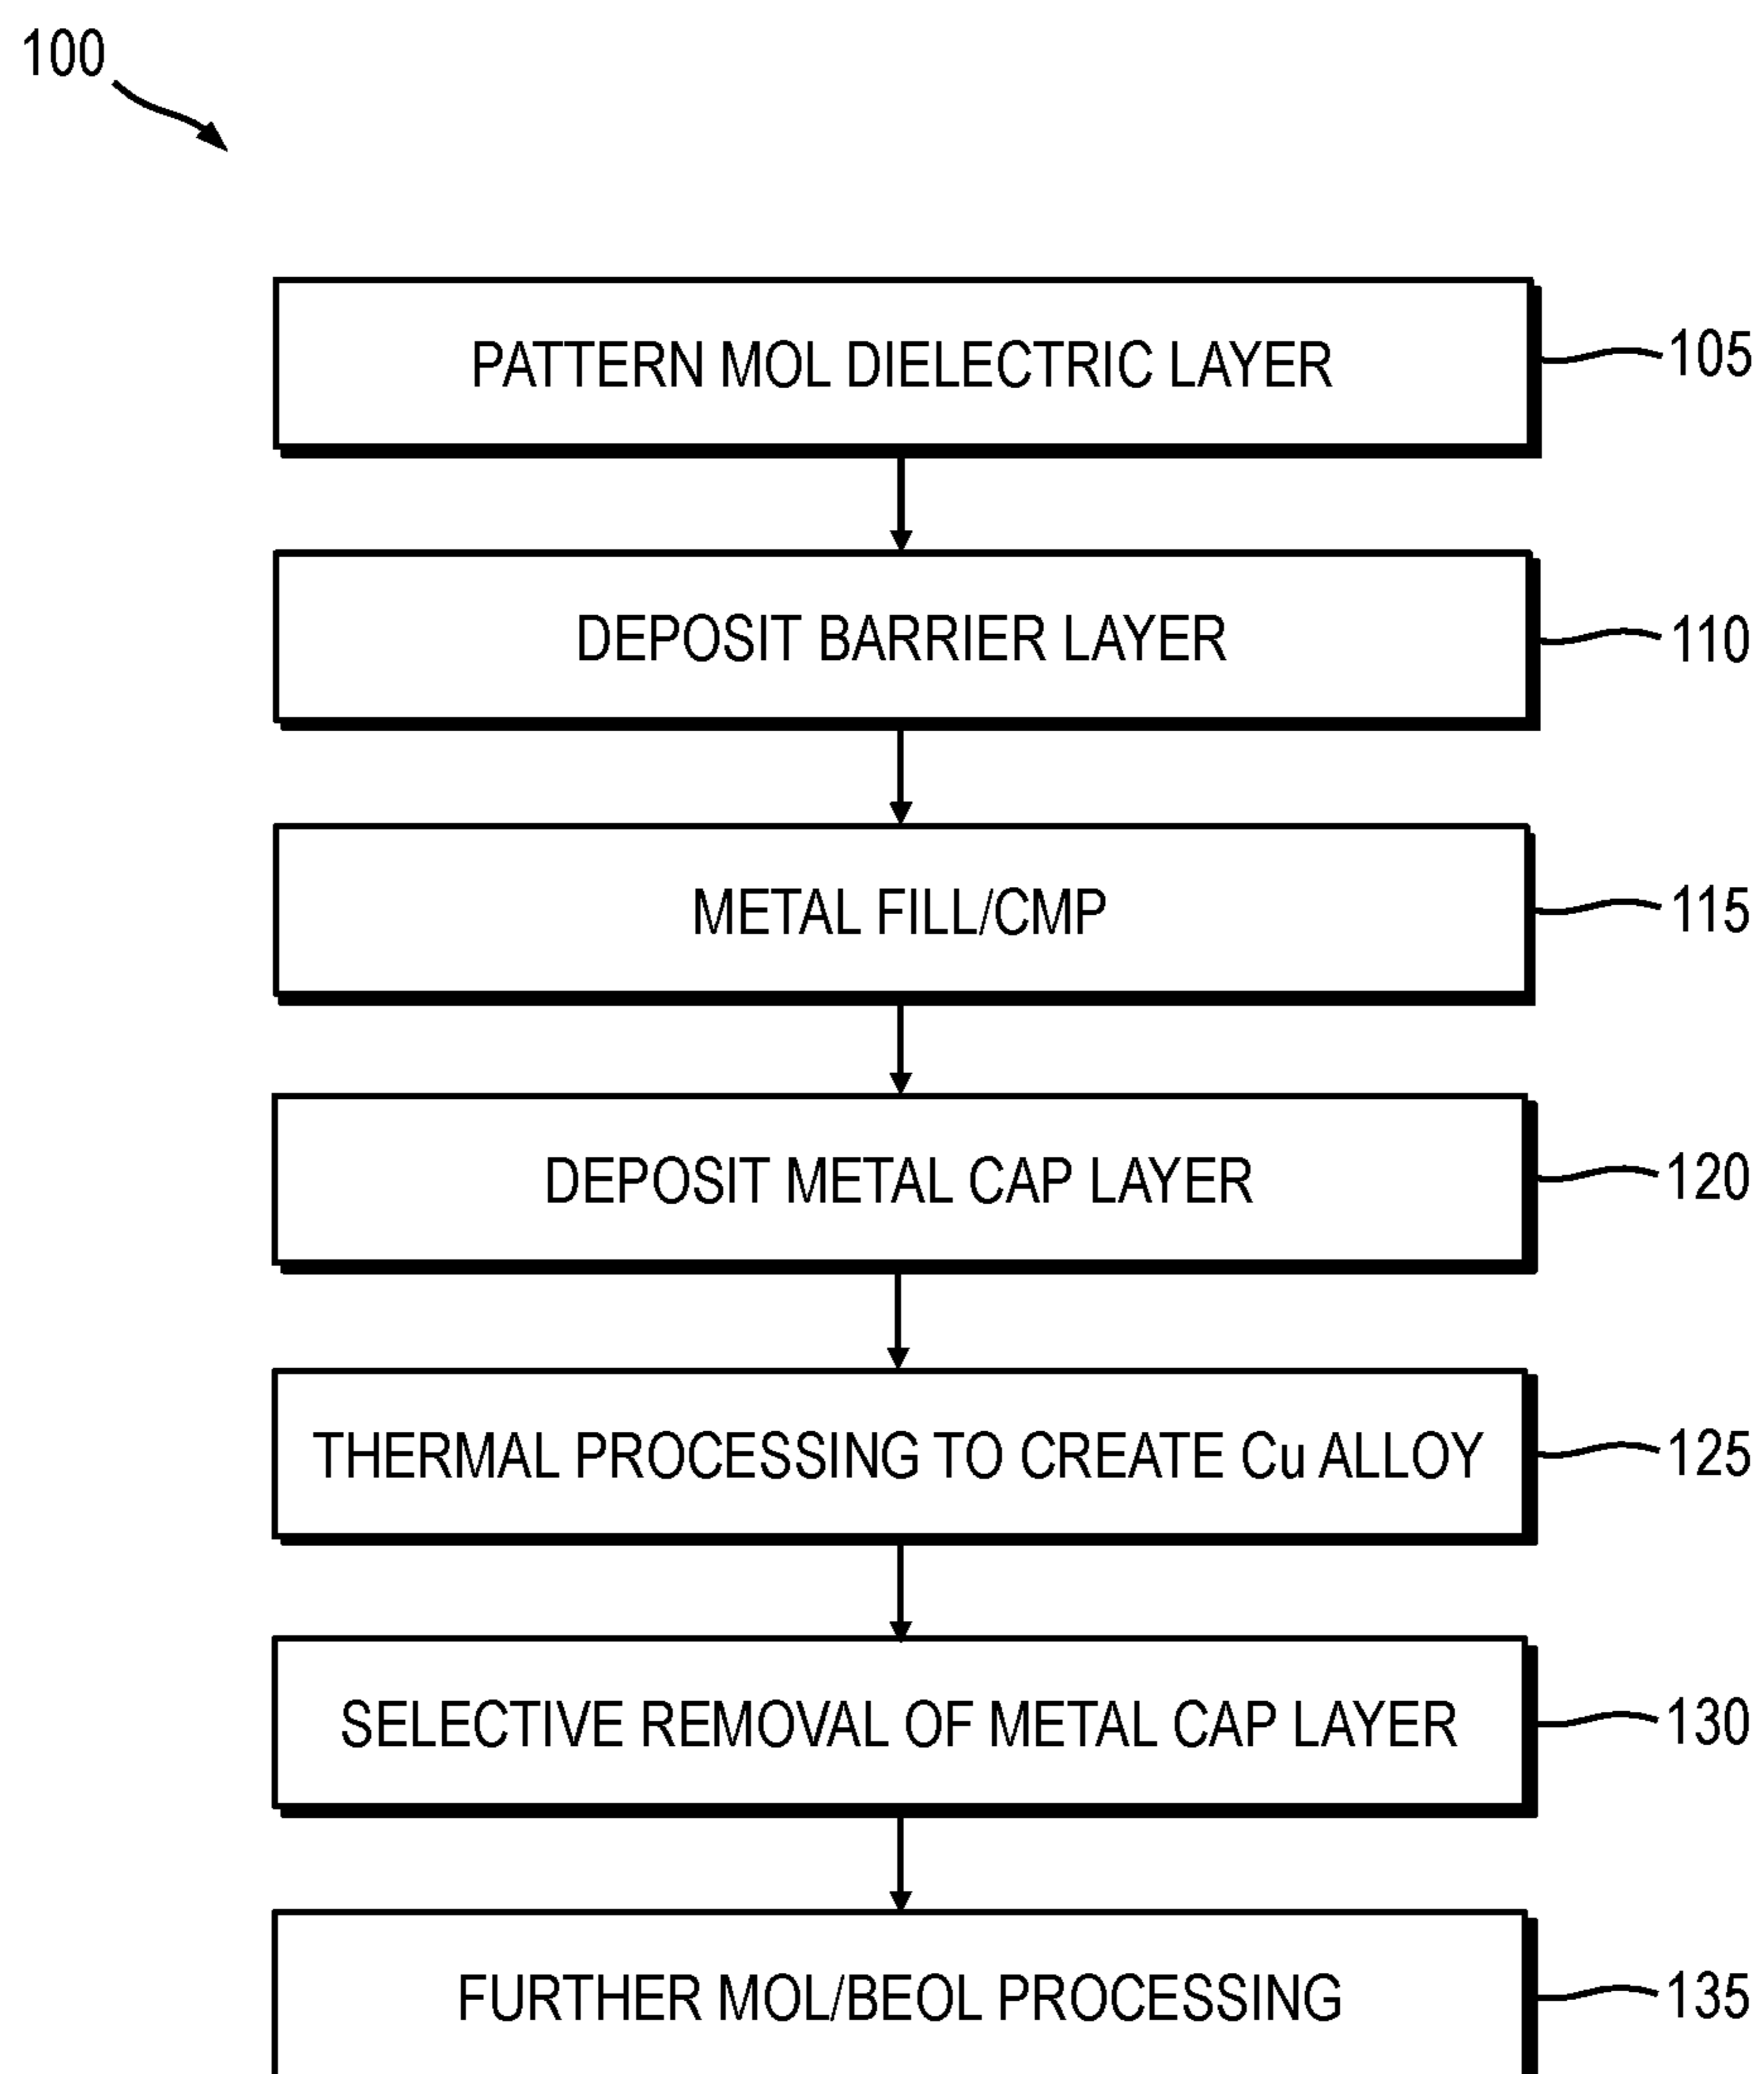 100
PATTERN MOL DIELECTRIC LAYER
105
DEPOSIT BARRIER LAYER
110
METAL FILL/CMP
115
DEPOSIT METAL CAP LAYER
120
THERMAL PROCESSING TO CREATE Cu ALLOY
125
SELECTIVE REMOVAL OF METAL CAP LAYER
130
FURTHER MOL/BEOL PROCESSING
135